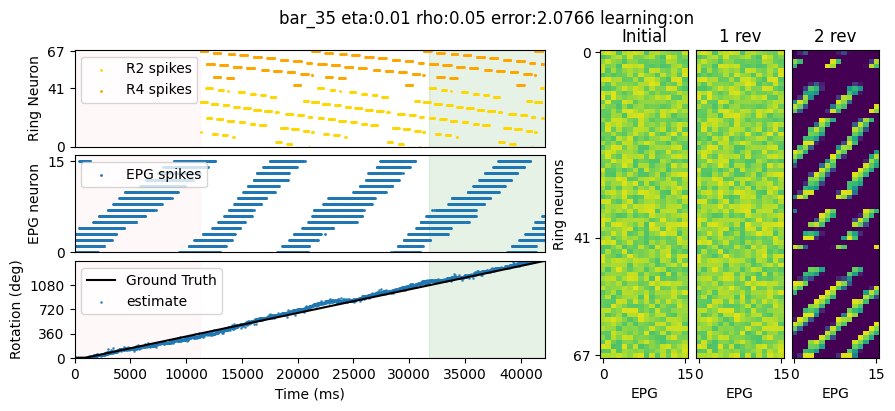 bar_35 eta:0.01 rho:0.05 error:2.0766 learning:on
Ring Neuron
67
41
0
R2 spikes
R4 spikes
EPG neuron
15
0
EPG spikes
Rotation (deg)
1080
720
360
0
Ground Truth
estimate
0 5000 10000 15000 20000 25000 30000 35000 40000
Time (ms)
Initial 1 rev 2 rev
Ring neurons
0
41
67
0 15 0 15 0 15
EPG EPG EPG